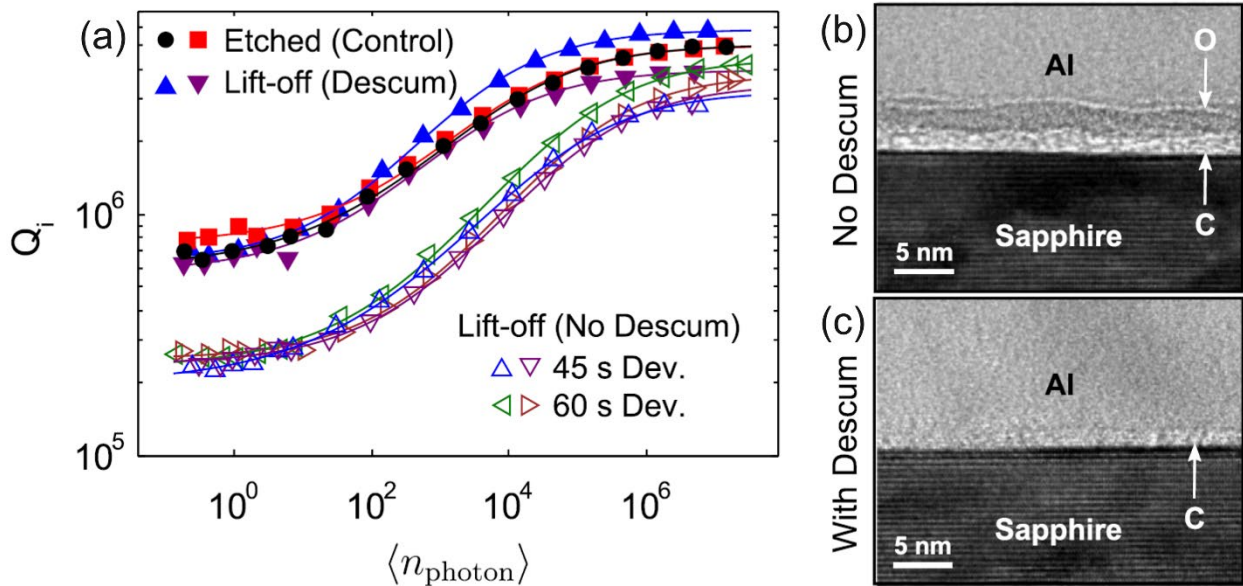 (a)
Etched (Control)
Lift-off (Descum)
Lift-off (No Descum)
45 s Dev.
60 s Dev.
Qi
10^6
10^5
10^0 10^2 10^4 10^6
⟨n_photon⟩
(b)
No Descum
Al
O
C
Sapphire
5 nm
(c)
With Descum
Al
C
Sapphire
5 nm